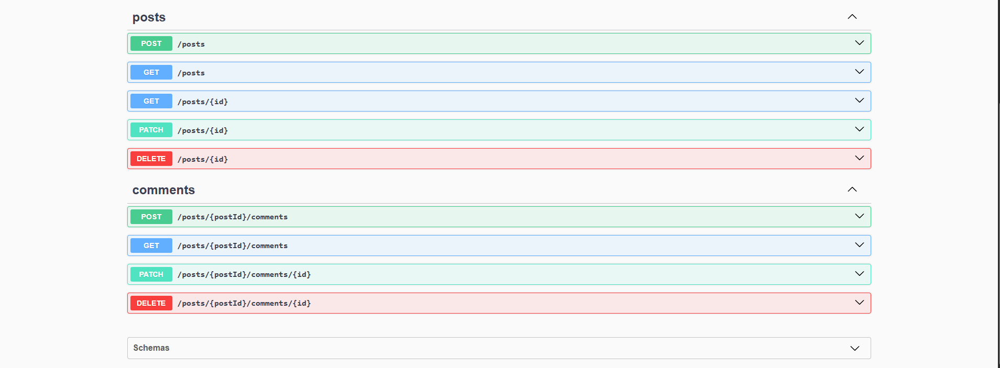 posts
POST /posts
GET /posts
GET /posts/{id}
PATCH /posts/{id}
DELETE /posts/{id}
comments
POST /posts/{postId}/comments
GET /posts/{postId}/comments
PATCH /posts/{postId}/comments/{id}
DELETE /posts/{postId}/comments/{id}
Schemas